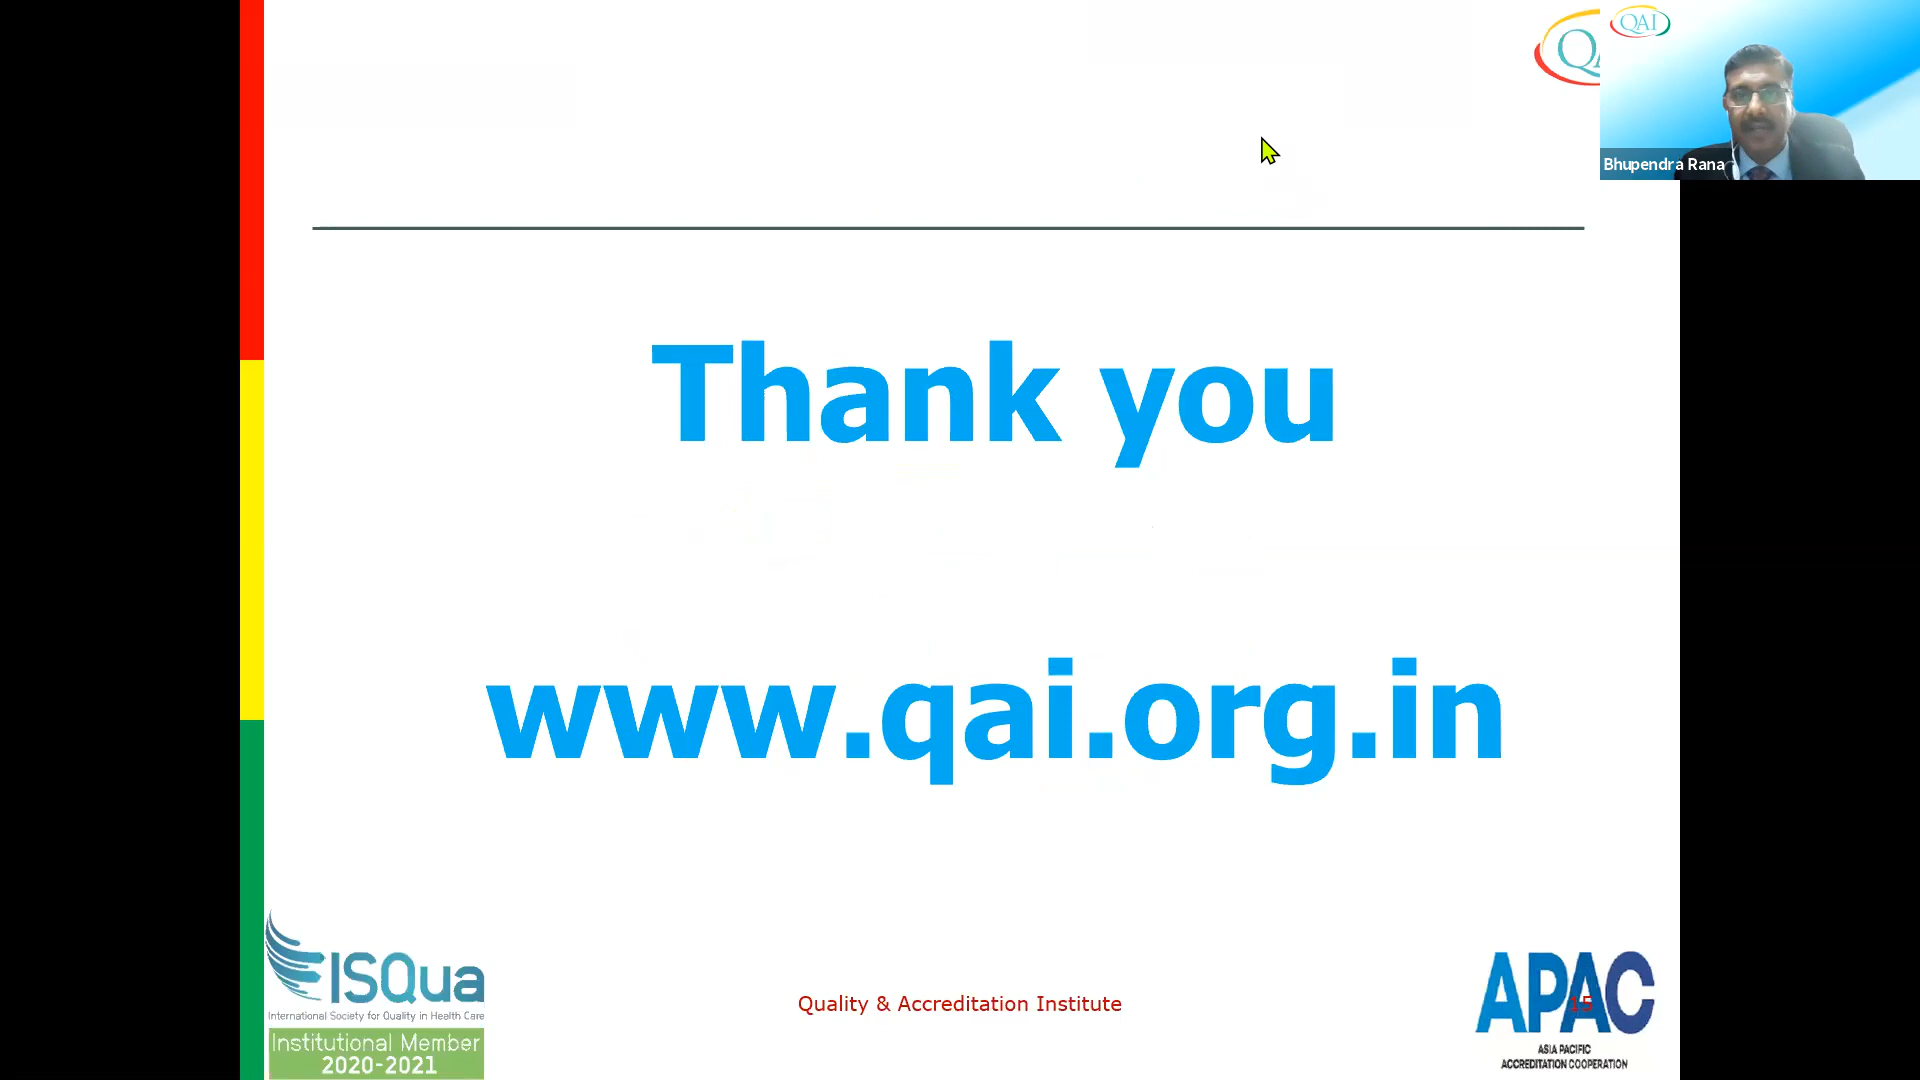 QAI
Bhupendra Rana
Thank you
www.qai.org.in
ISQua
International Society for Quality in Health Care
Institutional Member
2020-2021
Quality & Accreditation Institute
APAC
15
ASIA PACIFIC
ACCREDITATION COOPERATION